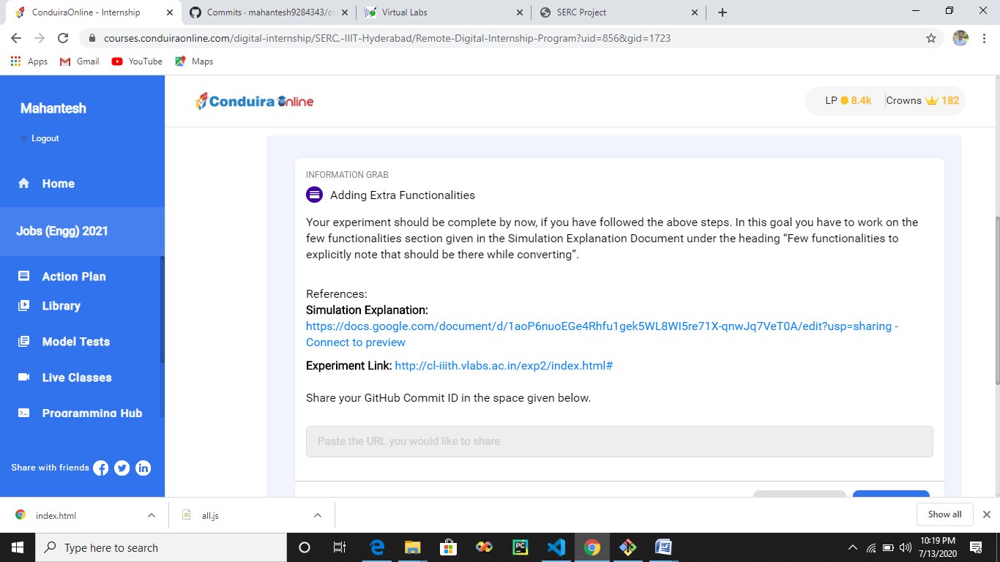 ConduiraOnline - Internship
Commits · mahantesh9284343/cc
Virtual Labs
SERC Project
courses.conduiraonline.com/digital-internship/SERC,-IIIT-Hyderabad/Remote-Digital-Internship-Program?uid=856&gid=1723
Apps
Gmail
YouTube
Maps
Mahantesh
Logout
Home
Jobs (Engg) 2021
Action Plan
Library
Model Tests
Live Classes
Programming Hub
Share with friends
Conduira Online
LP 8.4k Crowns 182
INFORMATION GRAB
Adding Extra Functionalities
Your experiment should be complete by now, if you have followed the above steps. In this goal you have to work on the
few functionalities section given in the Simulation Explanation Document under the heading “Few functionalities to
explicitly note that should be there while converting”.
References:
Simulation Explanation:
https://docs.google.com/document/d/1aoP6nuoEGe4Rhfu1gek5WL8WI5re71X-qnwJq7VeT0A/edit?usp=sharing -
Connect to preview
Experiment Link: http://cl-iiith.vlabs.ac.in/exp2/index.html#
Share your GitHub Commit ID in the space given below.
Paste the URL you would like to share
index.html
all.js
JS
Show all
Type here to search
PC
10:19 PM
7/13/2020